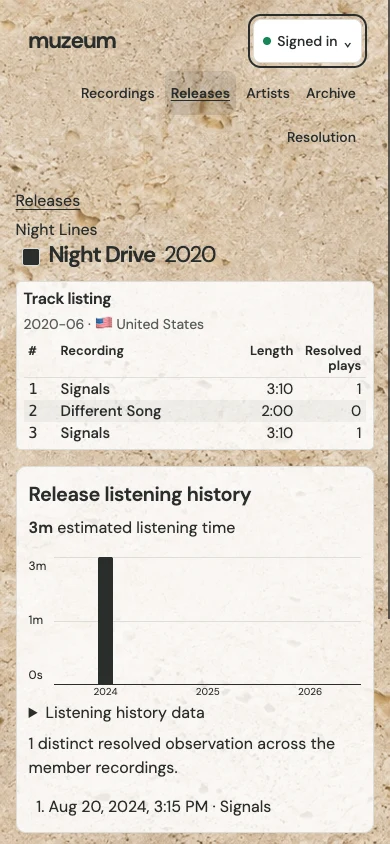 muzeum
Signed in
Recordings Releases Artists Archive
Resolution
Releases
Night Lines
Night Drive 2020
Track listing
2020-06 · 🇺🇸 United States
# Recording Length Resolved plays
1 Signals 3:10 1
2 Different Song 2:00 0
3 Signals 3:10 1
Release listening history
3m estimated listening time
3m
1m
0s
2024 2025 2026
▶ Listening history data
1 distinct resolved observation across the
member recordings.
1. Aug 20, 2024, 3:15 PM · Signals